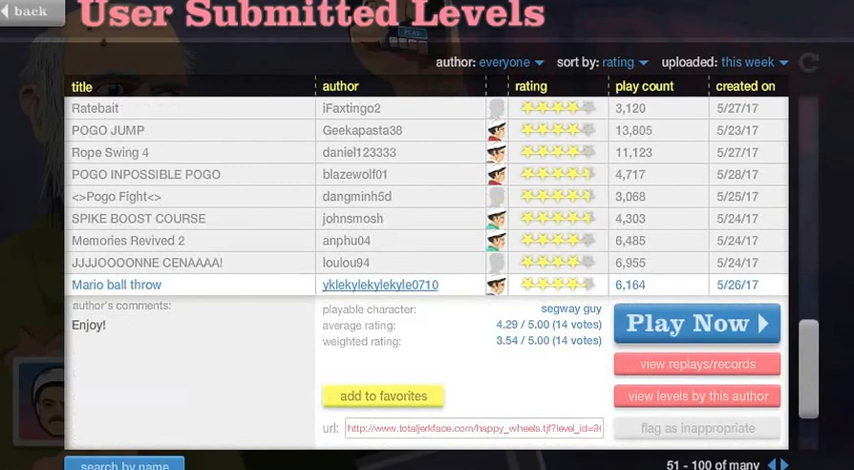 back
User Submitted Levels
author: everyone sort by: rating uploaded: this week
title author rating play count created on
Ratebait iFaxtingo2 3,120 5/27/17
POGO JUMP Geekapasta38 13,805 5/23/17
Rope Swing 4 daniel123333 11,123 5/27/17
POGO INPOSSIBLE POGO blazewolf01 4,717 5/28/17
<>Pogo Fight<> dangminh5d 3,068 5/25/17
SPIKE BOOST COURSE johnsmosh 4,303 5/24/17
Memories Revived 2 anphu04 6,485 5/24/17
JJJJOOOONNE CENAAAA! loulou94 6,955 5/24/17
Mario ball throw yklekylekylekyle0710 6,164 5/26/17
author's comments:
Enjoy!
playable character: segway guy
average rating: 4.29 / 5.00 (14 votes)
weighted rating: 3.54 / 5.00 (14 votes)
Play Now
view replays/records
add to favorites
view levels by this author
url: http://www.totaljerkface.com/happy_wheels.tjf?level_id=9
flag as inappropriate
search by name
51 - 100 of many